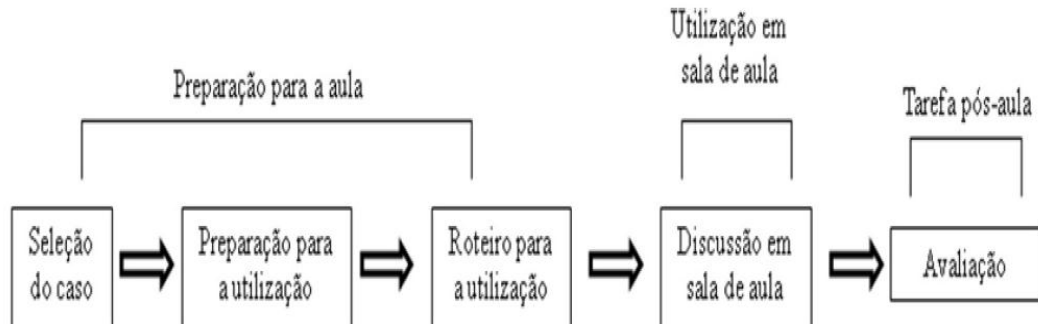 Preparação para a aula
Utilização em
sala de aula
Tarefa pós-aula
Seleção
do caso
Preparação para
a utilização
Roteiro para
a utilização
Discussão em
sala de aula
Avaliação